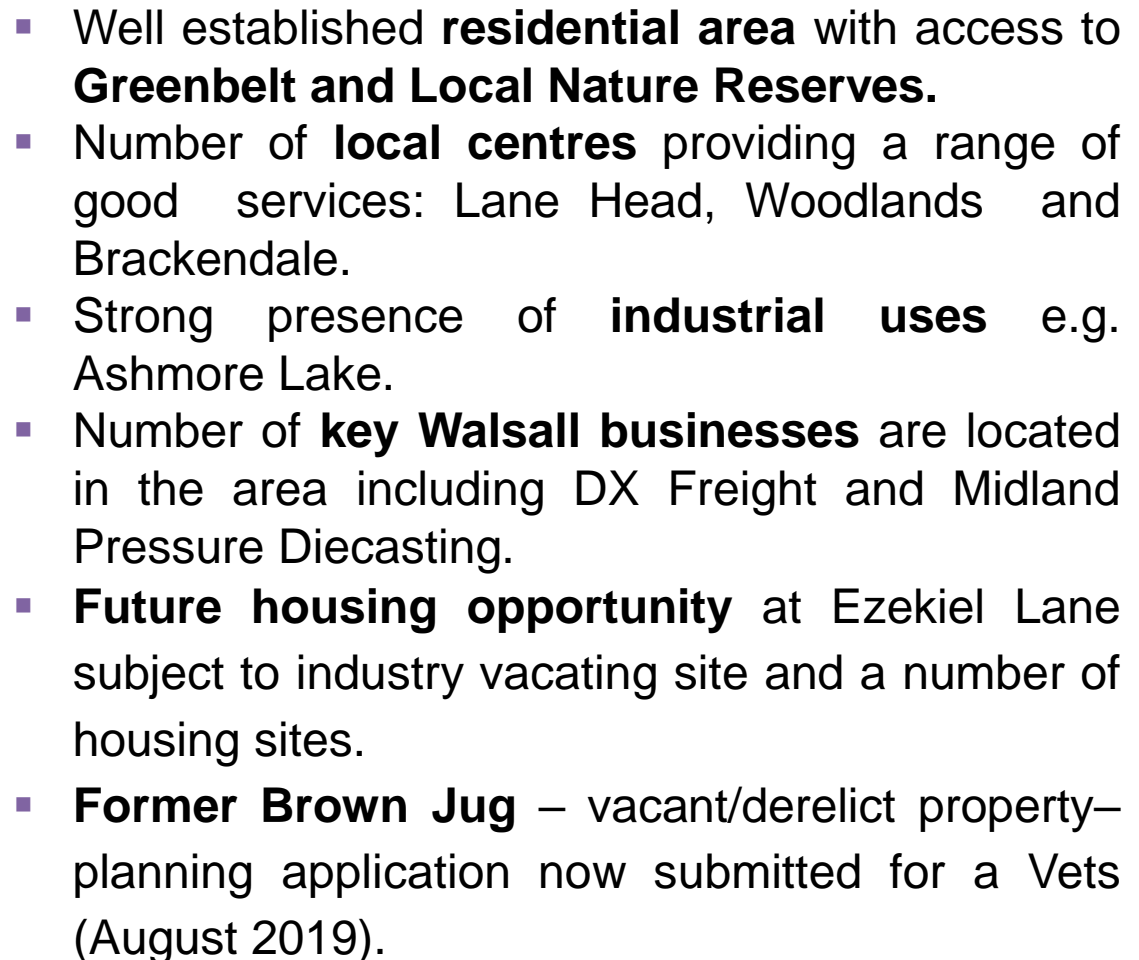 ▪ Well established residential area with access to
Greenbelt and Local Nature Reserves.
▪ Number of local centres providing a range of
good services: Lane Head, Woodlands and
Brackendale.
▪ Strong presence of industrial uses e.g.
Ashmore Lake.
▪ Number of key Walsall businesses are located
in the area including DX Freight and Midland
Pressure Diecasting.
▪ Future housing opportunity at Ezekiel Lane
subject to industry vacating site and a number of
housing sites.
▪ Former Brown Jug – vacant/derelict property–
planning application now submitted for a Vets
(August 2019).